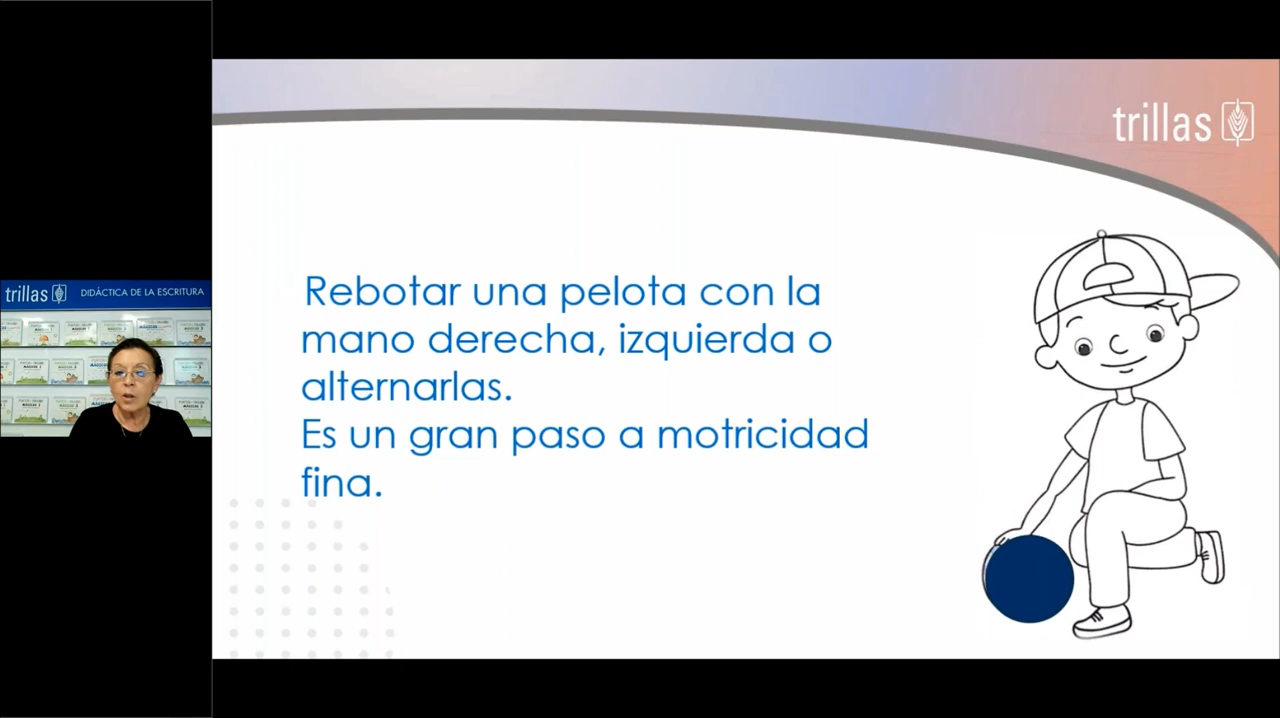 trillas
Rebotar una pelota con la
mano derecha, izquierda o
alternarlas.
Es un gran paso a motricidad
fina.
trillas DIDÁCTICA DE LA ESCRITURA